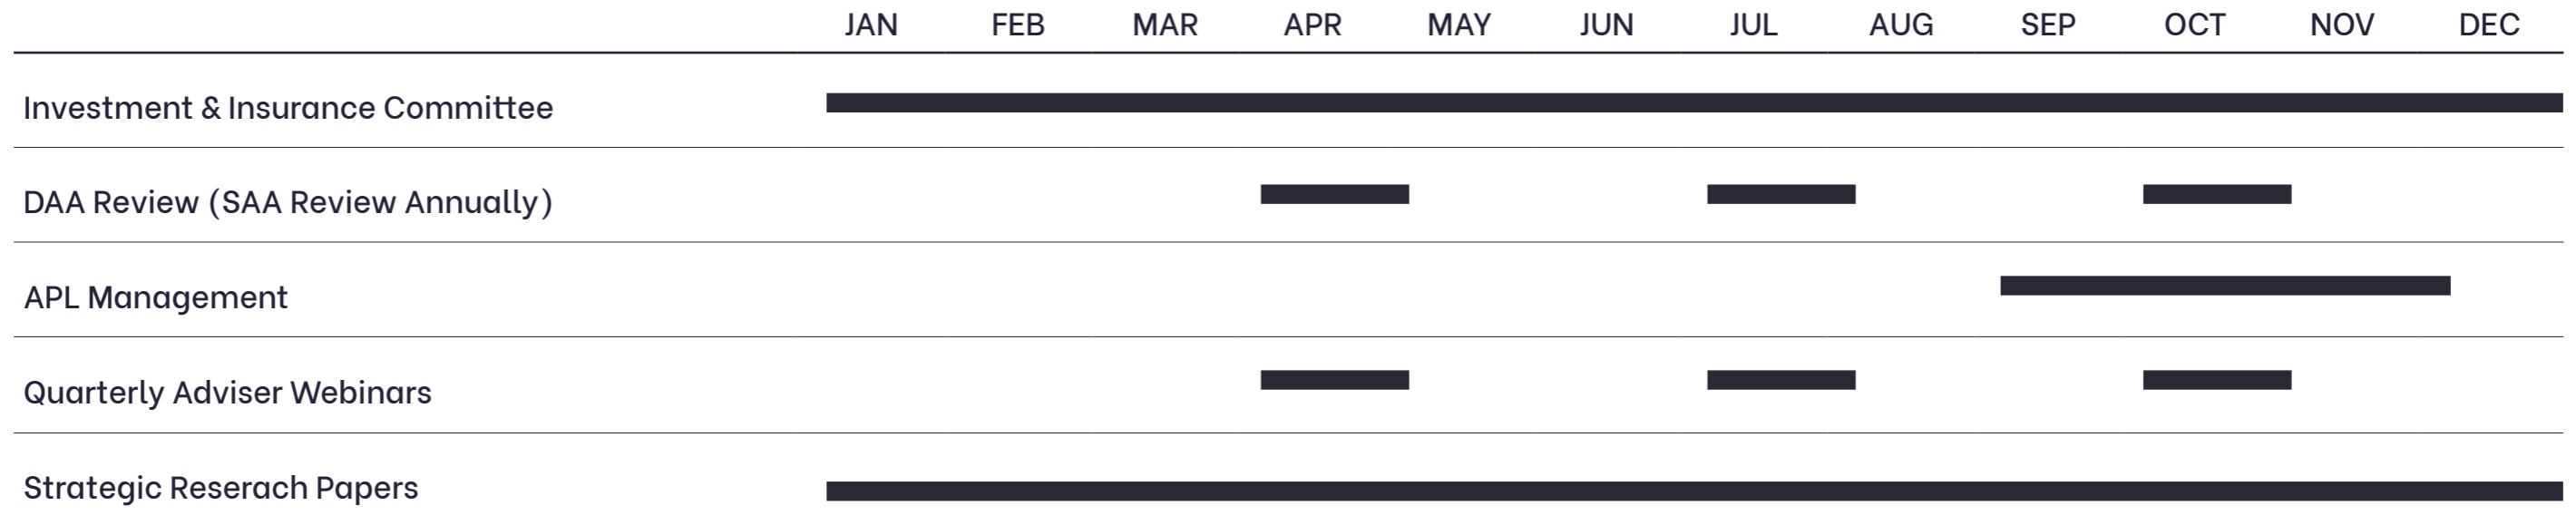 JAN FEB MAR APR MAY JUN JUL AUG SEP OCT NOV DEC
Investment & Insurance Committee
DAA Review (SAA Review Annually)
APL Management
Quarterly Adviser Webinars
Strategic Reserach Papers